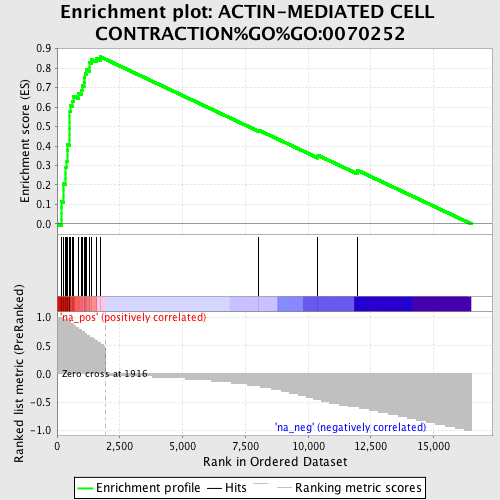 Enrichment plot: ACTIN-MEDIATED CELL
CONTRACTION%GO%GO:0070252
Enrichment score (ES)
0.9
0.8
0.7
0.6
0.5
0.4
0.3
0.2
0.1
0.0
Ranked list metric (PreRanked)
1.0
0.5
0.0
-0.5
-1.0
'na_pos' (positively correlated)
Zero cross at 1916
'na_neg' (negatively correlated)
0 2,500 5,000 7,500 10,000 12,500 15,000
Rank in Ordered Dataset
Enrichment profile Hits Ranking metric scores